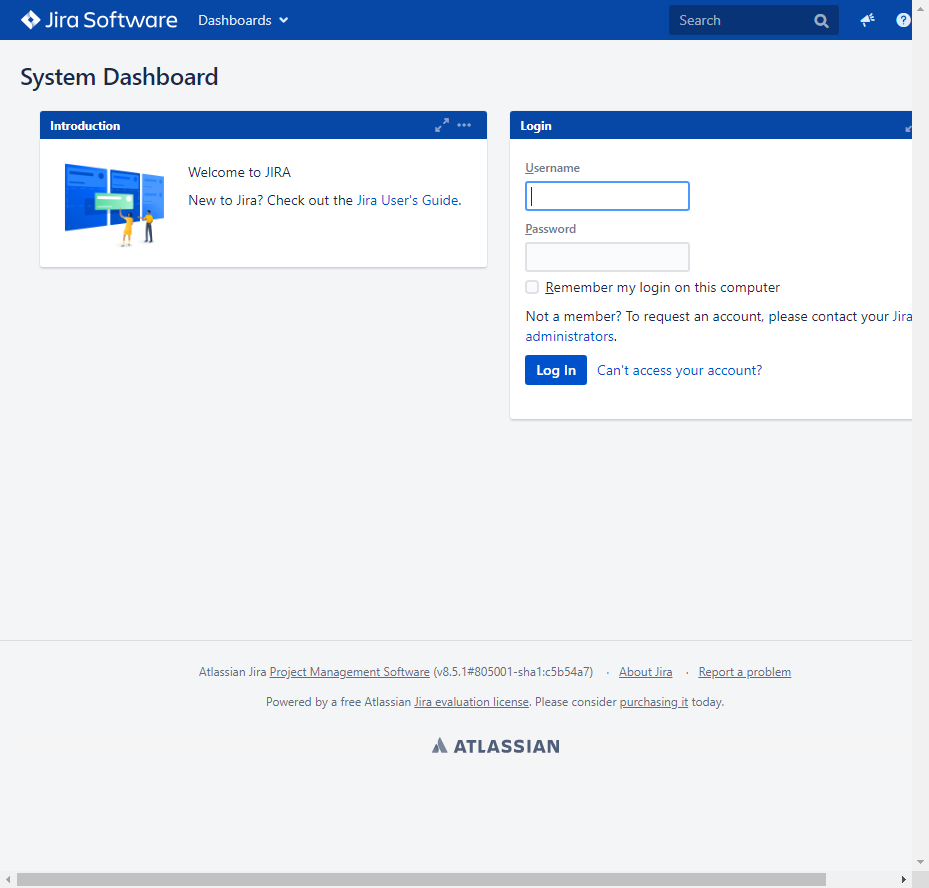 Jira Software Dashboards Search ?
System Dashboard
Introduction
Welcome to JIRA
New to Jira? Check out the Jira User's Guide.
Login
Username
Password
Remember my login on this computer
Not a member? To request an account, please contact your Jira
administrators.
Log In Can't access your account?
Atlassian Jira Project Management Software (v8.5.1#805001-sha1:c5b54a7) · About Jira · Report a problem
Powered by a free Atlassian Jira evaluation license. Please consider purchasing it today.
ATLASSIAN